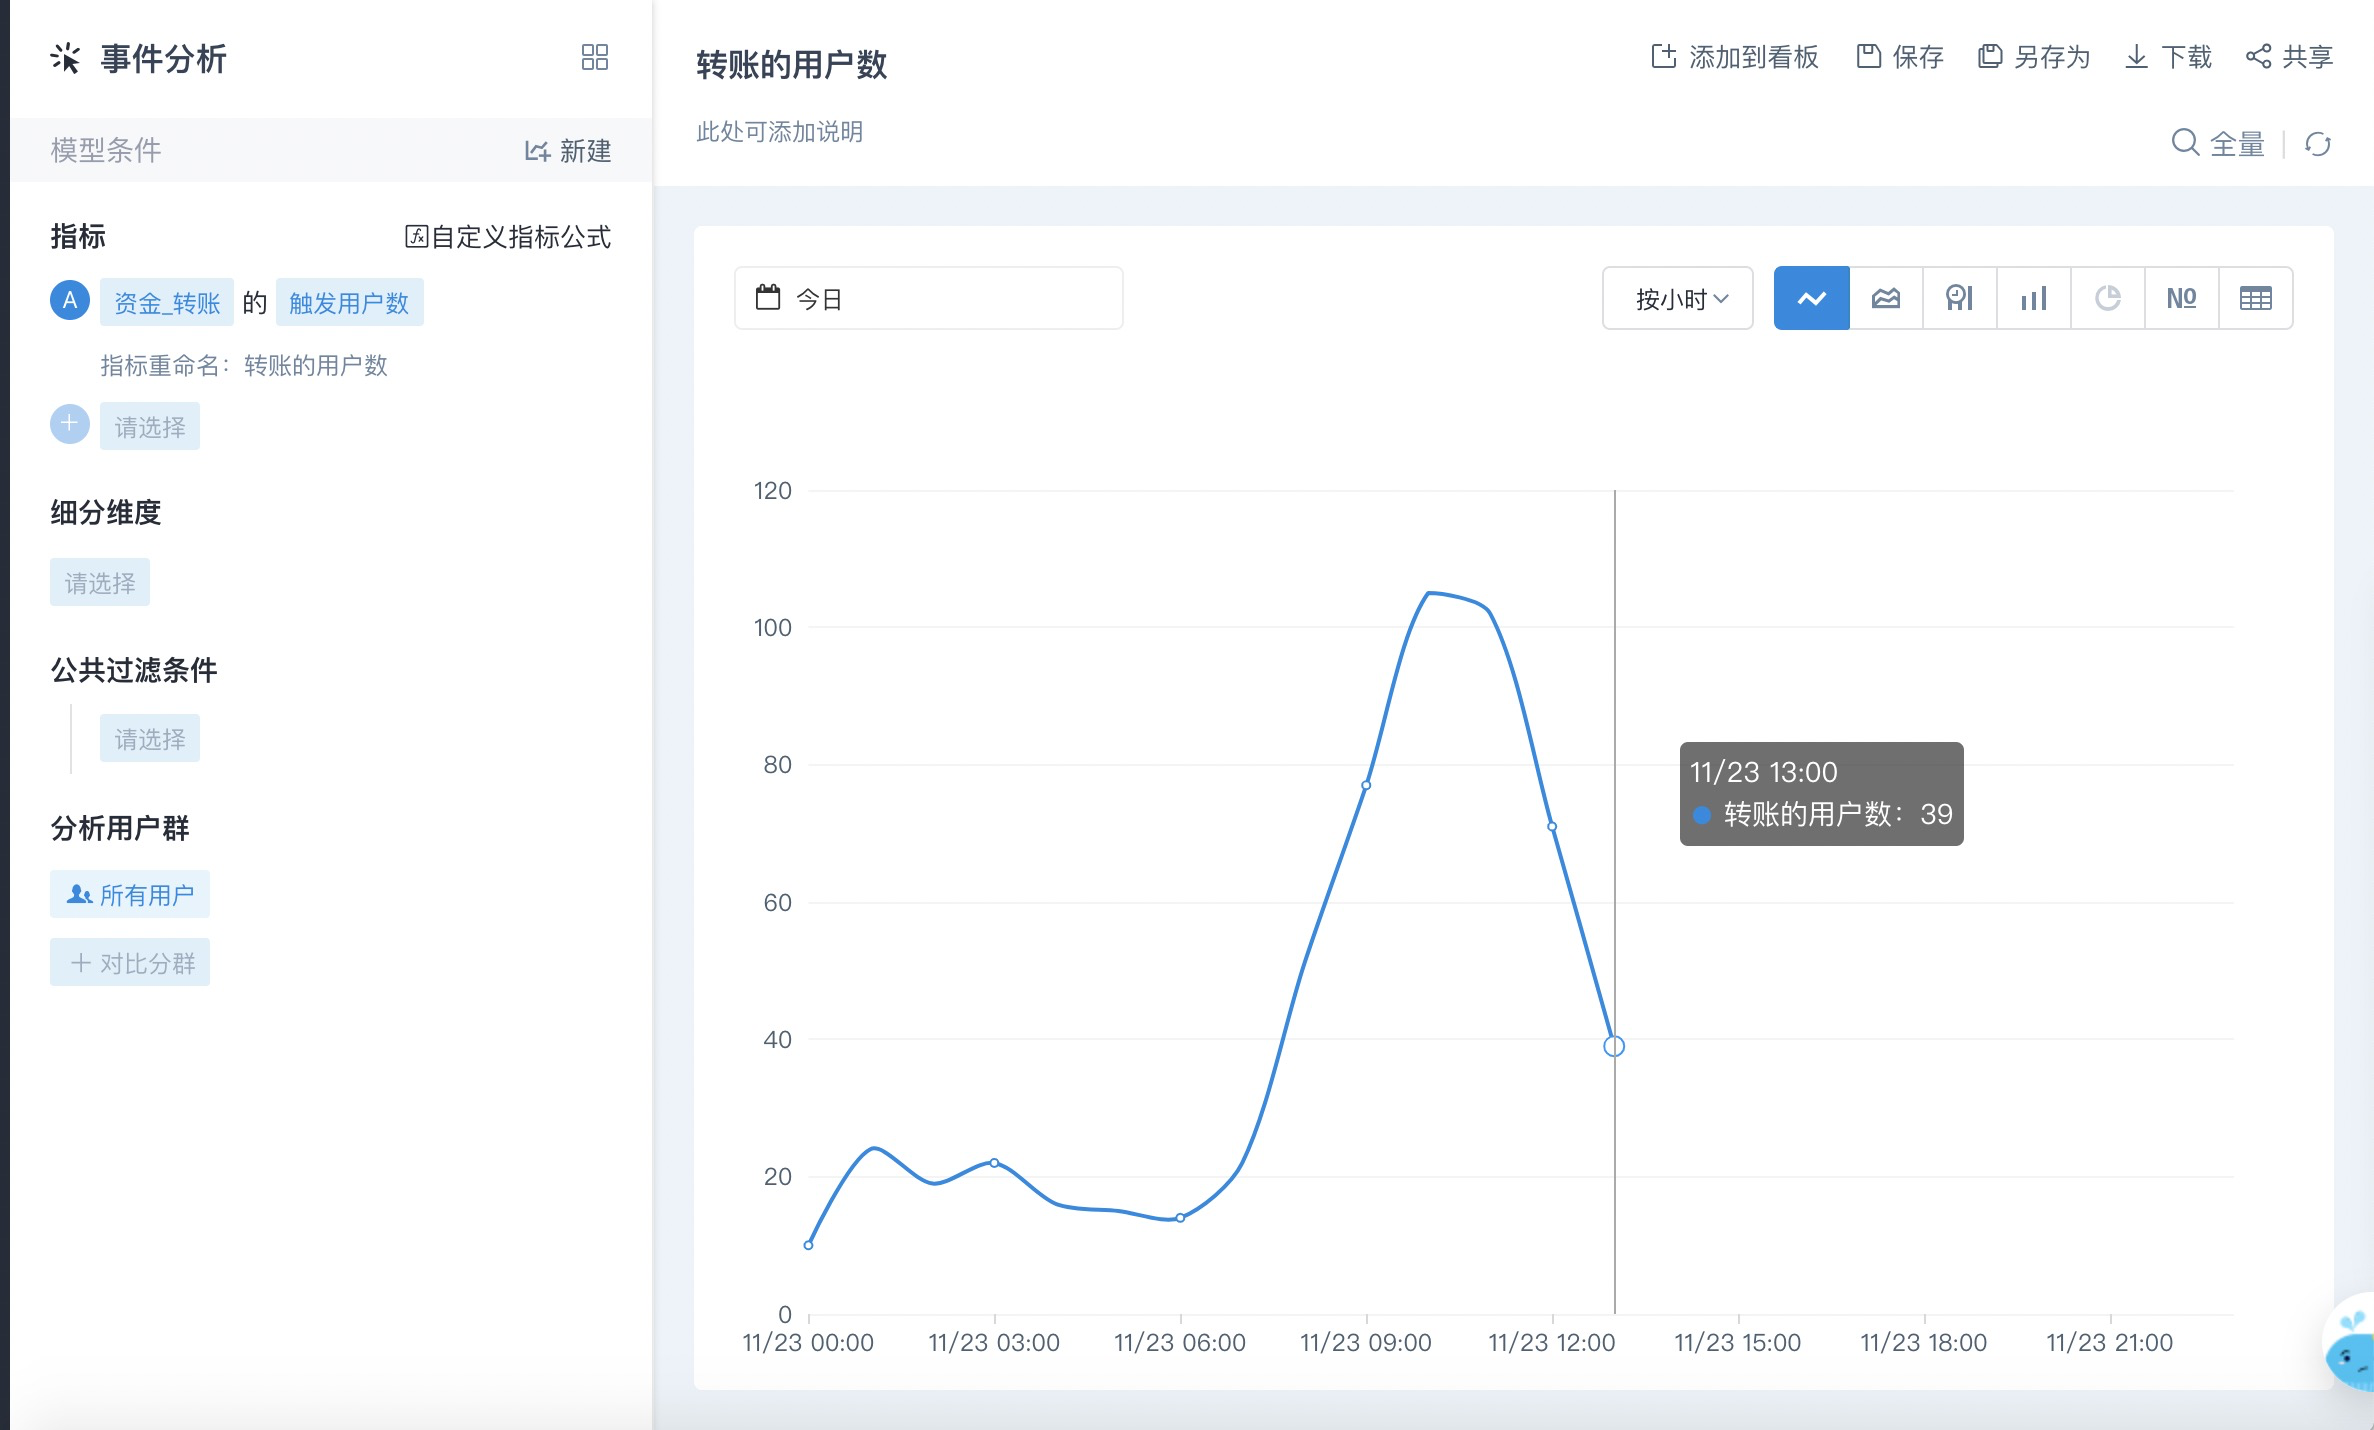 事件分析
模型条件 新建
指标 自定义指标公式
A 资金_转账 的 触发用户数
指标重命名：转账的用户数
请选择
细分维度
请选择
公共过滤条件
请选择
分析用户群
所有用户
+ 对比分群
转账的用户数
添加到看板 保存 另存为 下载 共享
此处可添加说明
全量
今日
按小时
Nº
120
100
80
60
40
20
0
11/23 13:00
转账的用户数：39
11/23 00:00 11/23 03:00 11/23 06:00 11/23 09:00 11/23 12:00 11/23 15:00 11/23 18:00 11/23 21:00